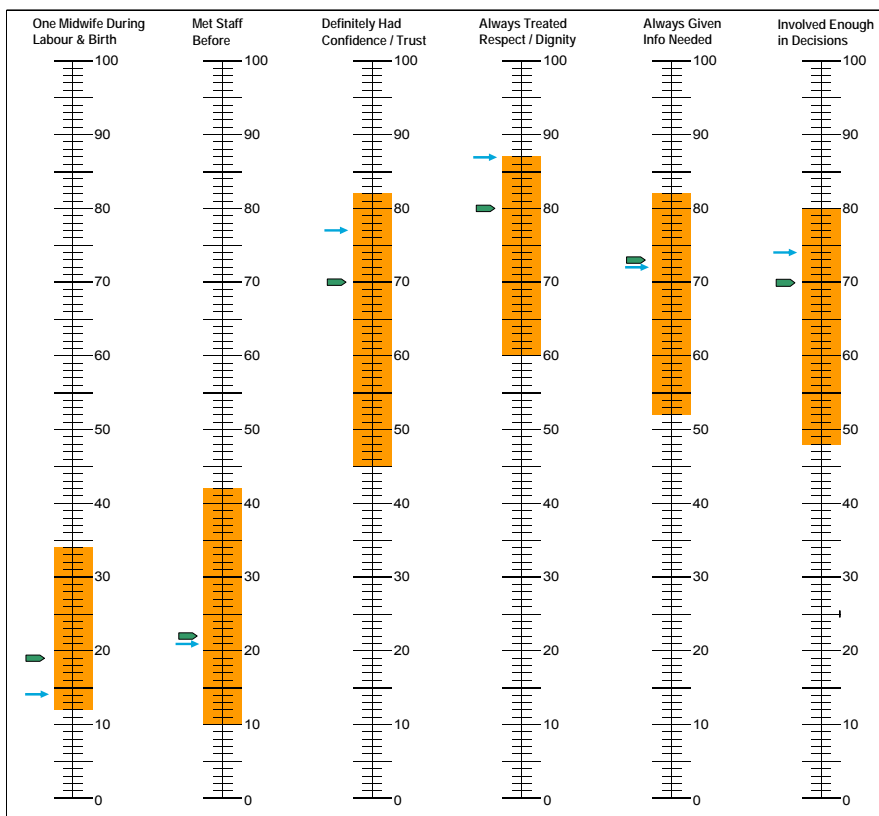 One Midwife During
Labour & Birth
Met Staff
Before
Definitely Had
Confidence / Trust
Always Treated
Respect / Dignity
Always Given
Info Needed
Involved Enough
in Decisions
100 100 100 100 100 100
90 90 90 90 90 90
80 80 80 80 80 80
70 70 70 70 70 70
60 60 60 60 60 60
50 50 50 50 50 50
40 40 40 40 40 40
30 30 30 30 30 30
20 20 20 20 20 20
10 10 10 10 10 10
0 0 0 0 0 0